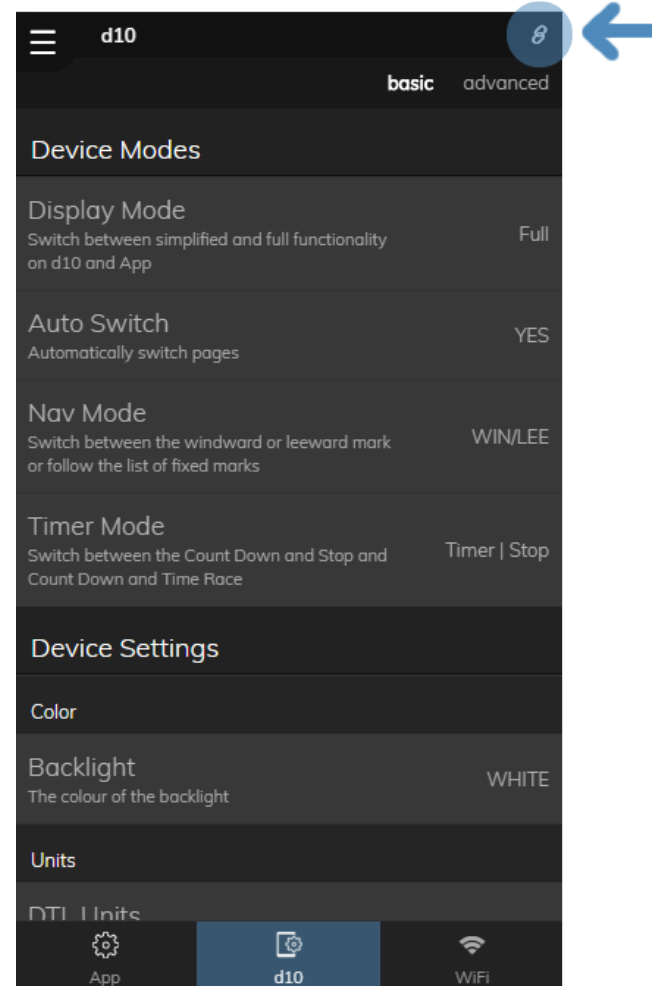 d10
basic advanced
Device Modes
Display Mode
Switch between simplified and full functionality
on d10 and App
Full
Auto Switch
Automatically switch pages
YES
Nav Mode
Switch between the windward or leeward mark
or follow the list of fixed marks
WIN/LEE
Timer Mode
Switch between the Count Down and Stop and
Count Down and Time Race
Timer | Stop
Device Settings
Color
Backlight
The colour of the backlight
WHITE
Units
DTL Units
App d10 WiFi